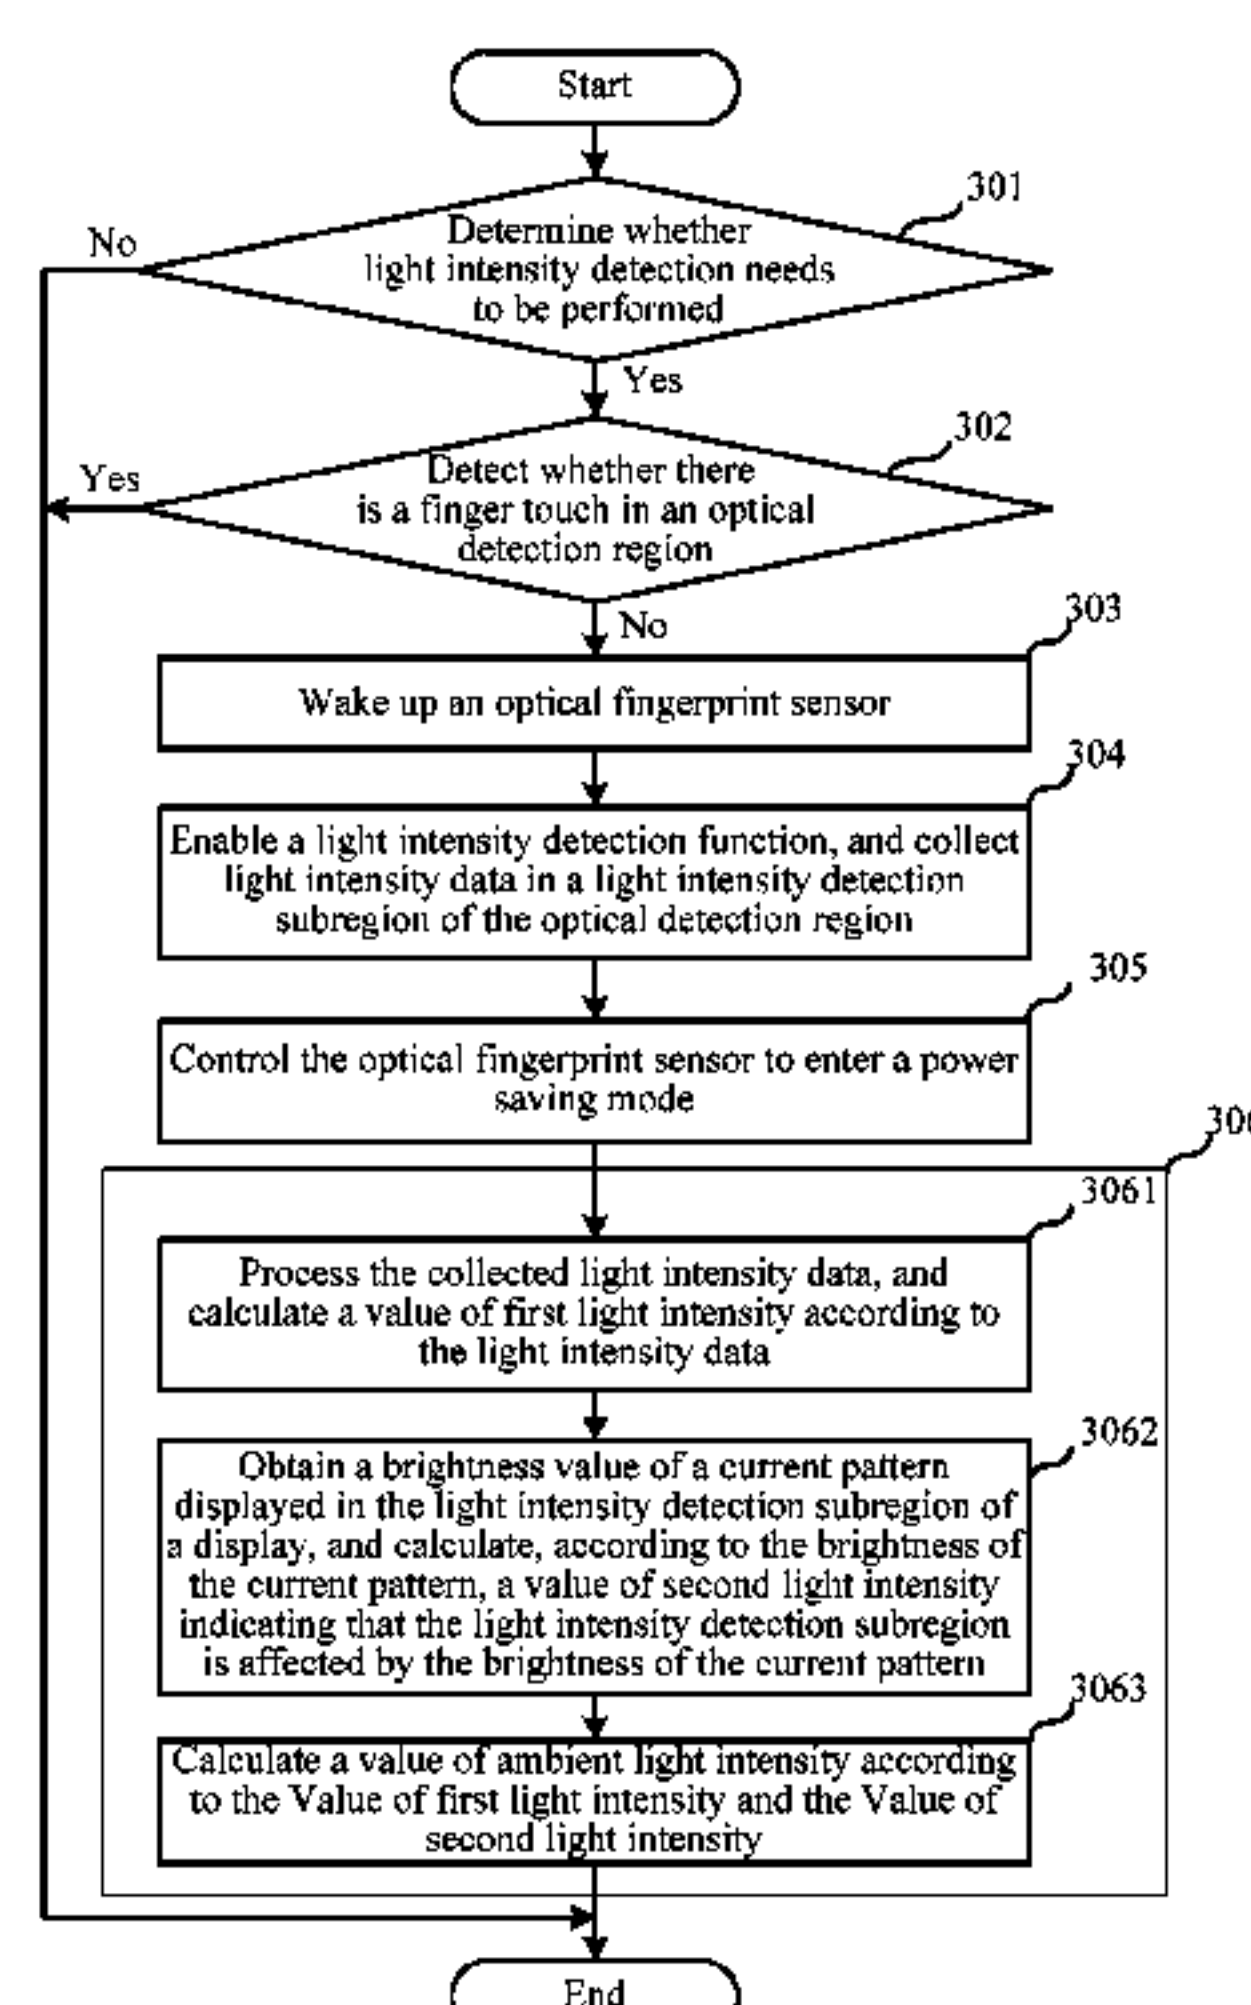 Start
301
Determine whether
light intensity detection needs
to be performed
No
Yes
302
Detect whether there
is a finger touch in an optical
detection region
Yes
No
303
Wake up an optical fingerprint sensor
304
Enable a light intensity detection function, and collect
light intensity data in a light intensity detection
subregion of the optical detection region
305
Control the optical fingerprint sensor to enter a power
saving mode
3061
Process the collected light intensity data, and
calculate a value of first light intensity according to
the light intensity data
3062
Obtain a brightness value of a current pattern
displayed in the light intensity detection subregion of
a display, and calculate, according to the brightness of
the current pattern, a value of second light intensity
indicating that the light intensity detection subregion
is affected by the brightness of the current pattern
3063
Calculate a value of ambient light intensity according
to the Value of first light intensity and the Value of
second light intensity
End